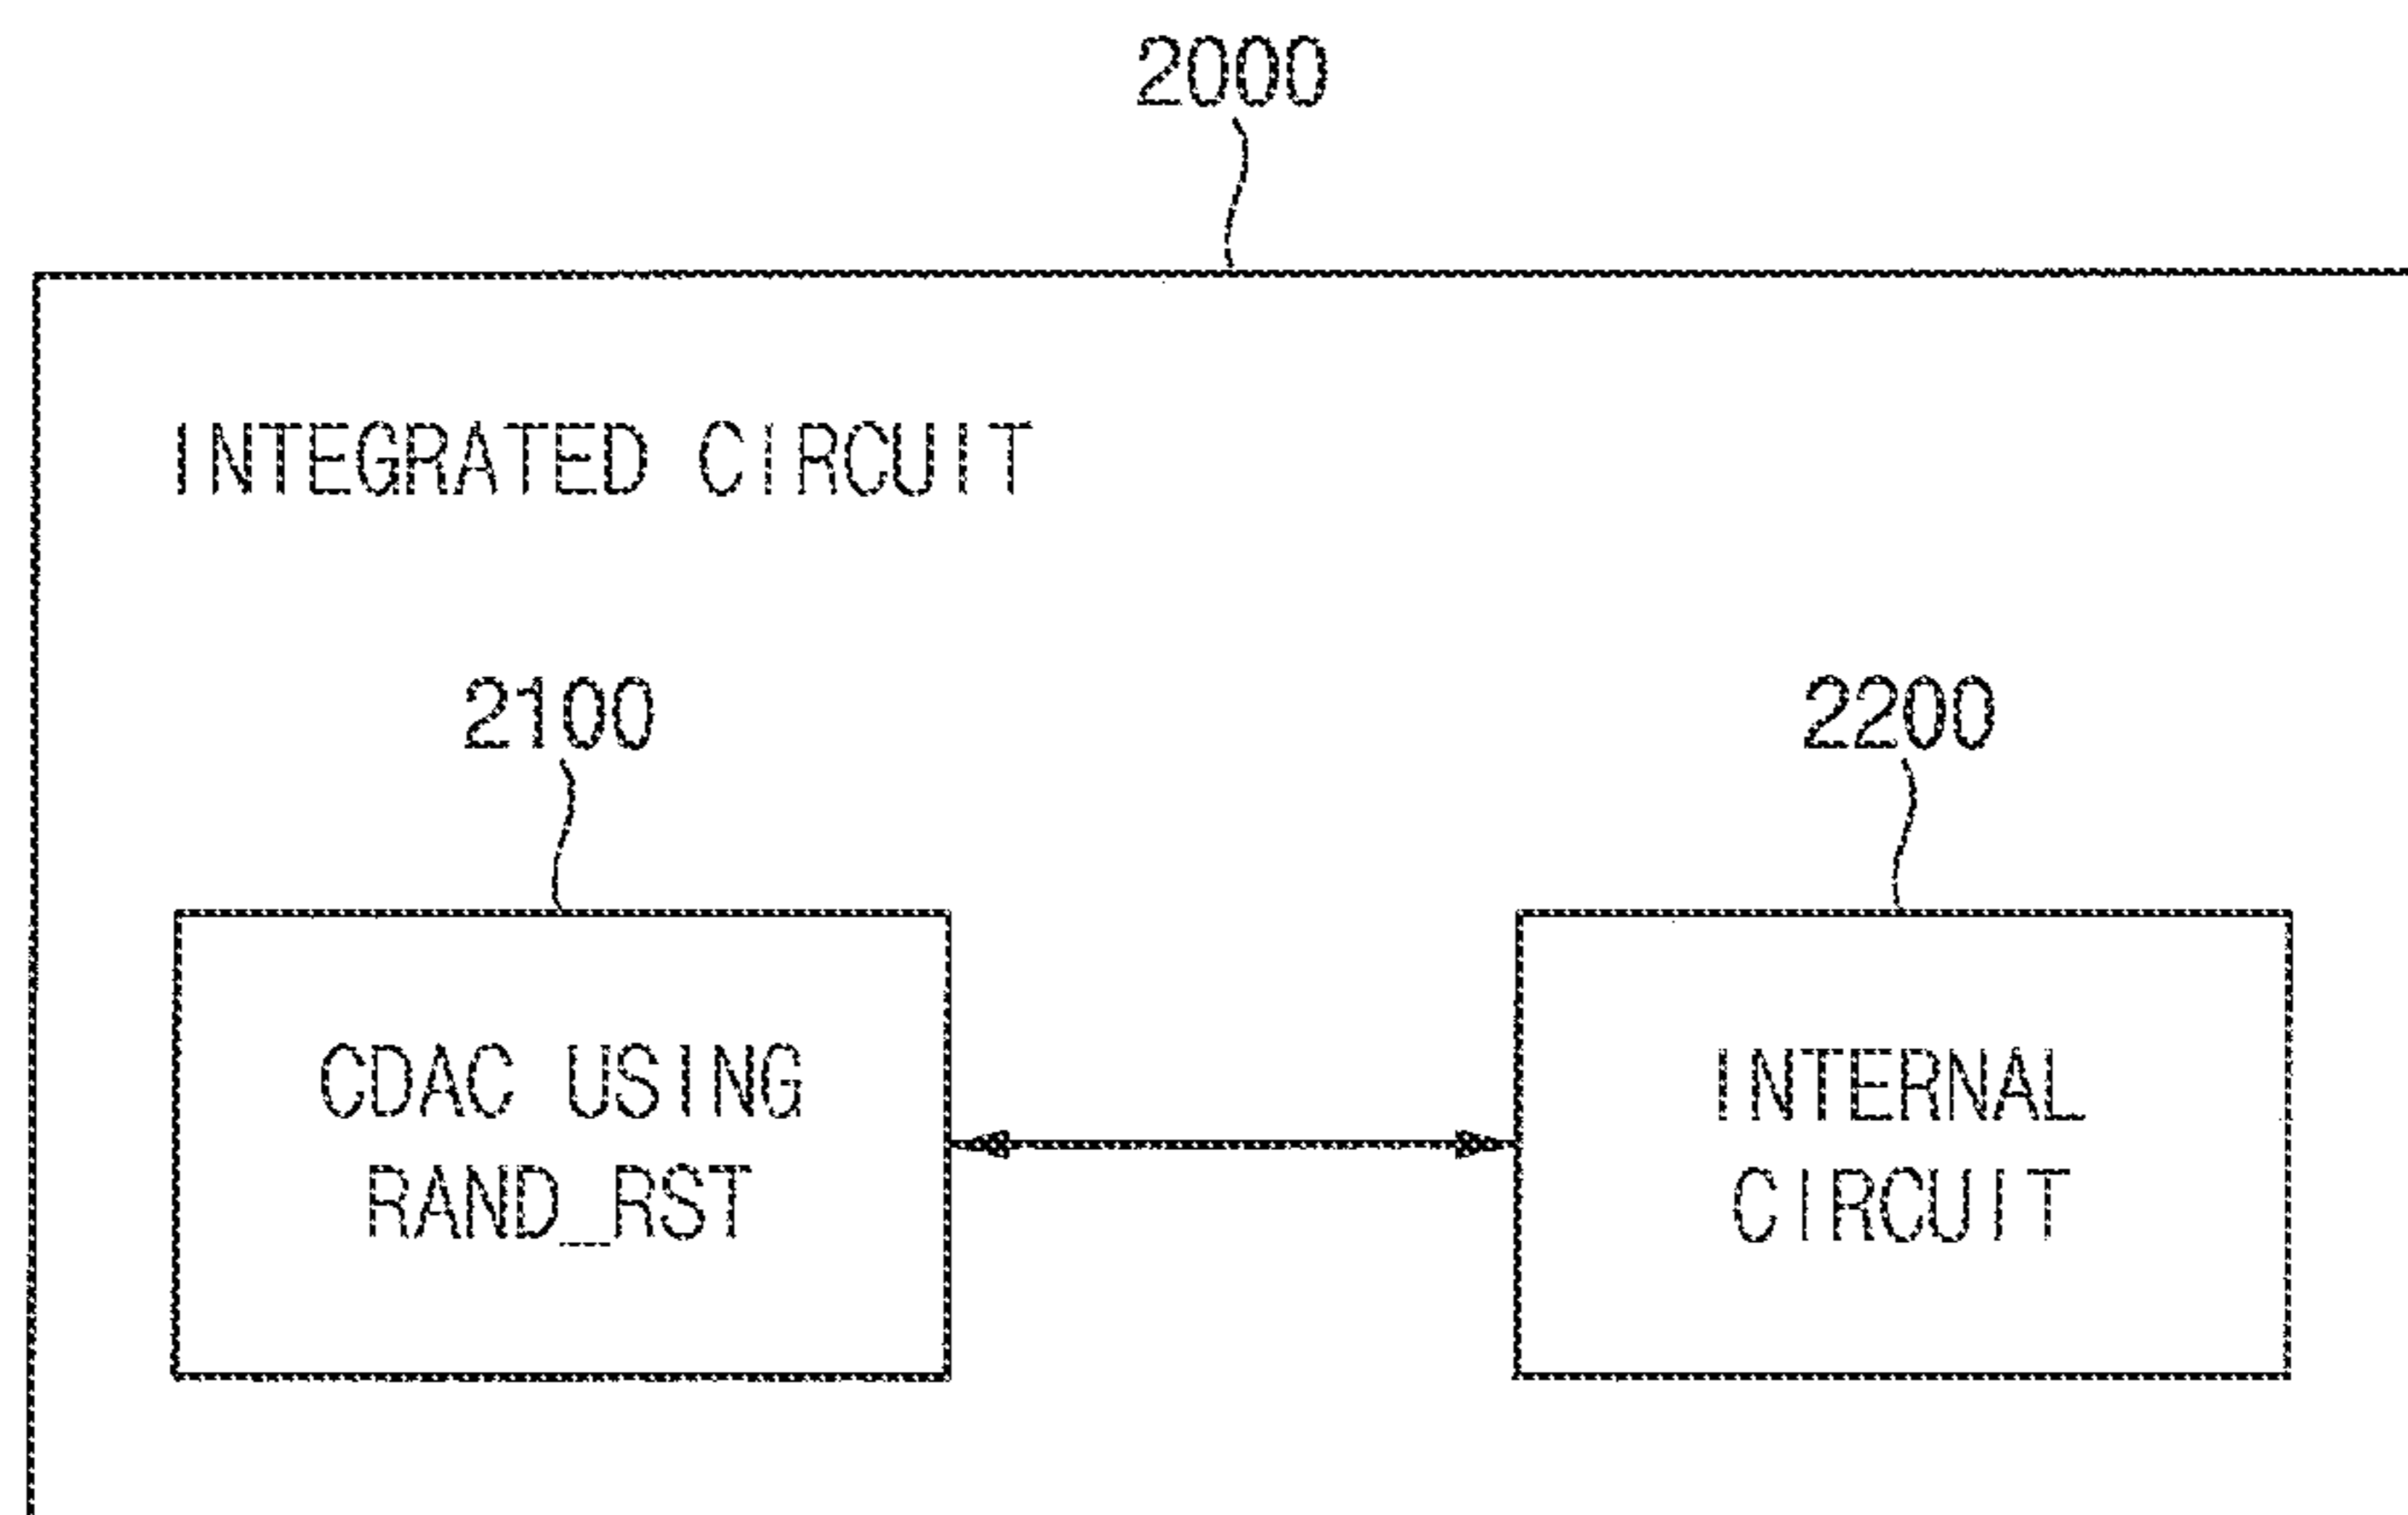 2000
INTEGRATED CIRCUIT
2100
2200
CDAC USING
RAND_RST
INTERNAL
CIRCUIT